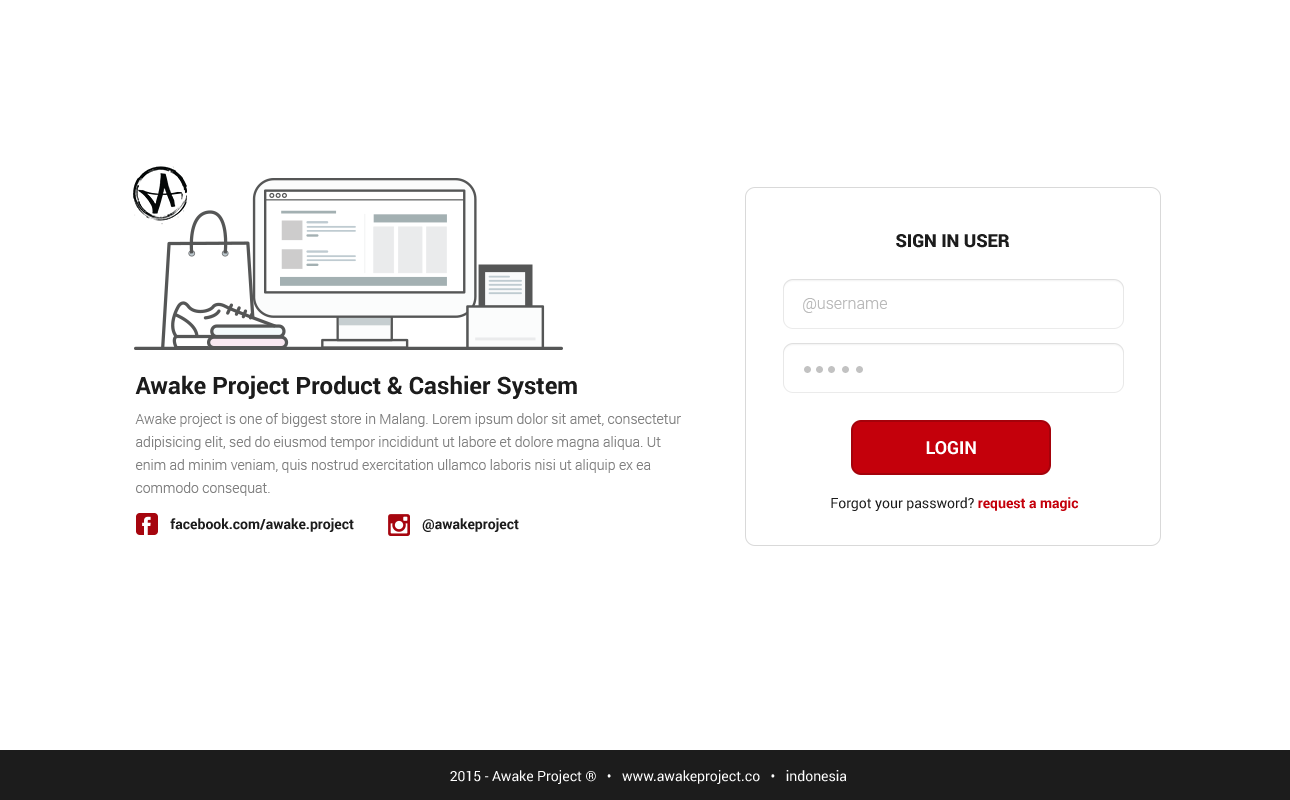 Awake Project Product & Cashier System
Awake project is one of biggest store in Malang. Lorem ipsum dolor sit amet, consectetur
adipisicing elit, sed do eiusmod tempor incididunt ut labore et dolore magna aliqua. Ut
enim ad minim veniam, quis nostrud exercitation ullamco laboris nisi ut aliquip ex ea
commodo consequat.
facebook.com/awake.project @awakeproject
SIGN IN USER
@username
LOGIN
Forgot your password? request a magic
2015 - Awake Project ® • www.awakeproject.co • indonesia